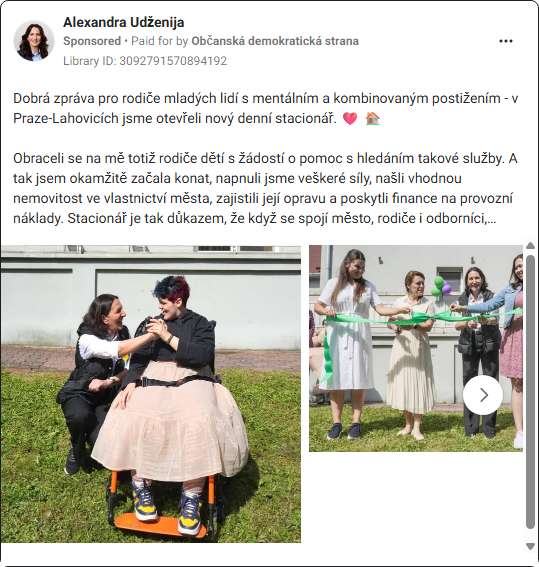 Alexandra Udženija
Sponsored • Paid for by Občanská demokratická strana
Library ID: 3092791570894192
Dobrá zpráva pro rodiče mladých lidí s mentálním a kombinovaným postižením - v
Praze-Lahovicích jsme otevřeli nový denní stacionář. 💗 🏠
Obraceli se na mě totiž rodiče dětí s žádostí o pomoc s hledáním takové služby. A
tak jsem okamžitě začala konat, napnuli jsme veškeré síly, našli vhodnou
nemovitost ve vlastnictví města, zajistili její opravu a poskytli finance na provozní
náklady. Stacionář je tak důkazem, že když se spojí město, rodiče i odborníci,...